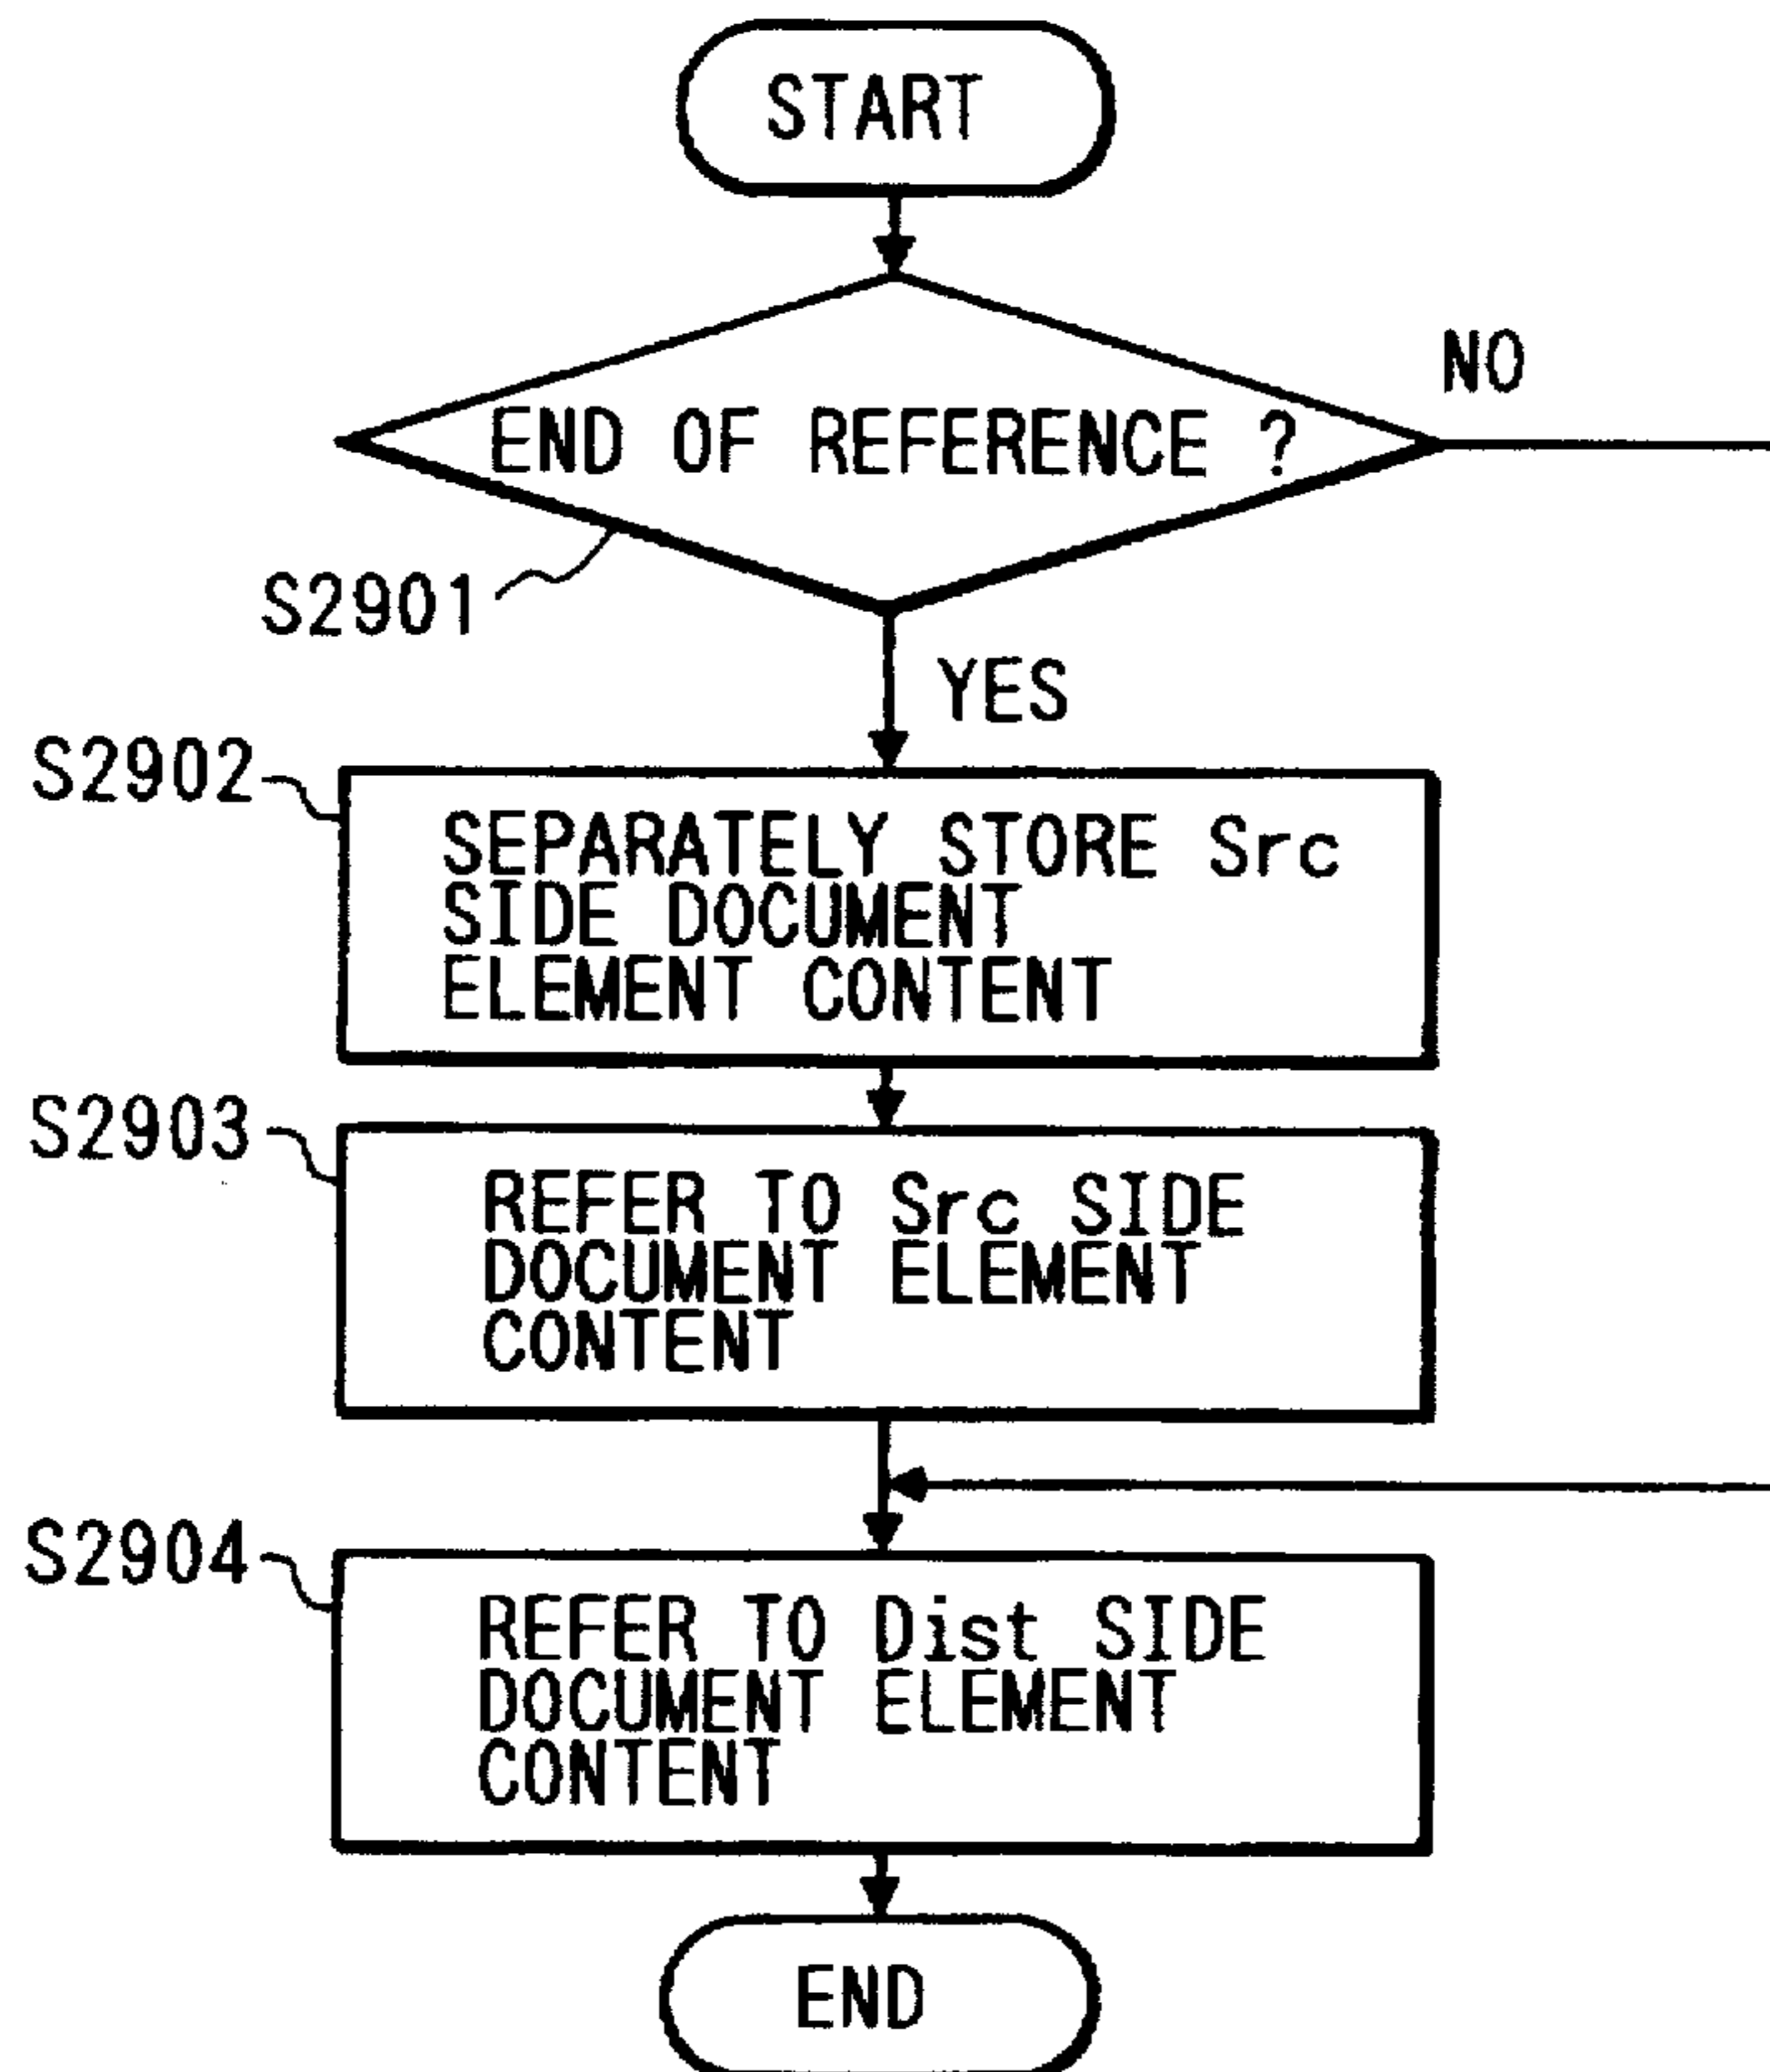 START
NO
END OF REFERENCE ?
S2901
YES
S2902
SEPARATELY STORE Src
SIDE DOCUMENT
ELEMENT CONTENT
S2903
REFER TO Src SIDE
DOCUMENT ELEMENT
CONTENT
S2904
REFER TO Dist SIDE
DOCUMENT ELEMENT
CONTENT
END